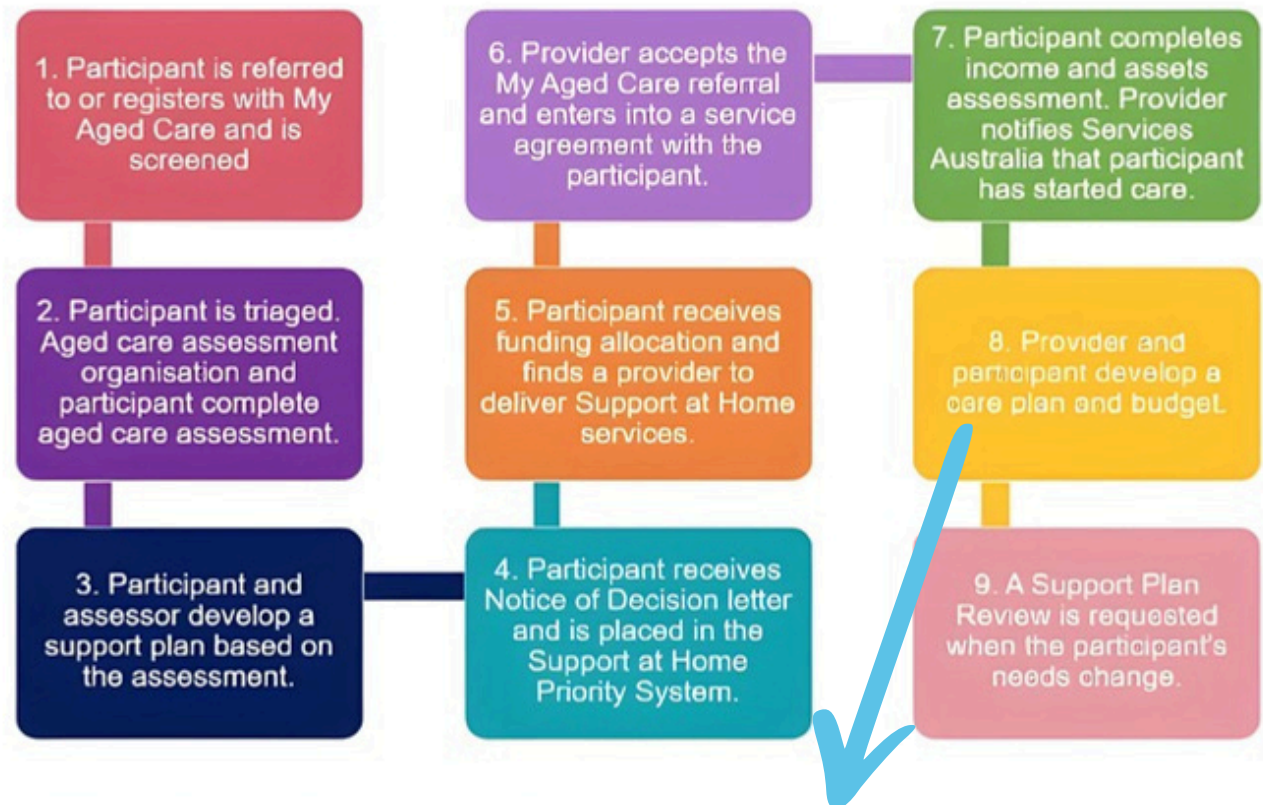 1. Participant is referred
to or registers with My
Aged Care and is
screened
2. Participant is triaged.
Aged care assessment
organisation and
participant complete
aged care assessment.
3. Participant and
assessor develop a
support plan based on
the assessment.
4. Participant receives
Notice of Decision letter
and is placed in the
Support at Home
Priority System.
5. Participant receives
funding allocation and
finds a provider to
deliver Support at Home
services.
6. Provider accepts the
My Aged Care referral
and enters into a service
agreement with the
participant.
7. Participant completes
income and assets
assessment. Provider
notifies Services
Australia that participant
has started care.
8. Provider and
participant develop a
care plan and budget.
9. A Support Plan
Review is requested
when the participant's
needs change.